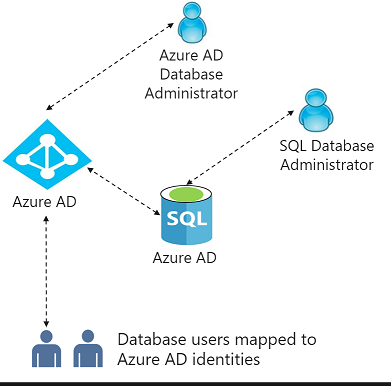 Azure AD
Database
Administrator
SQL Database
Administrator
Azure AD
SQL
Azure AD
Database users mapped to
Azure AD identities